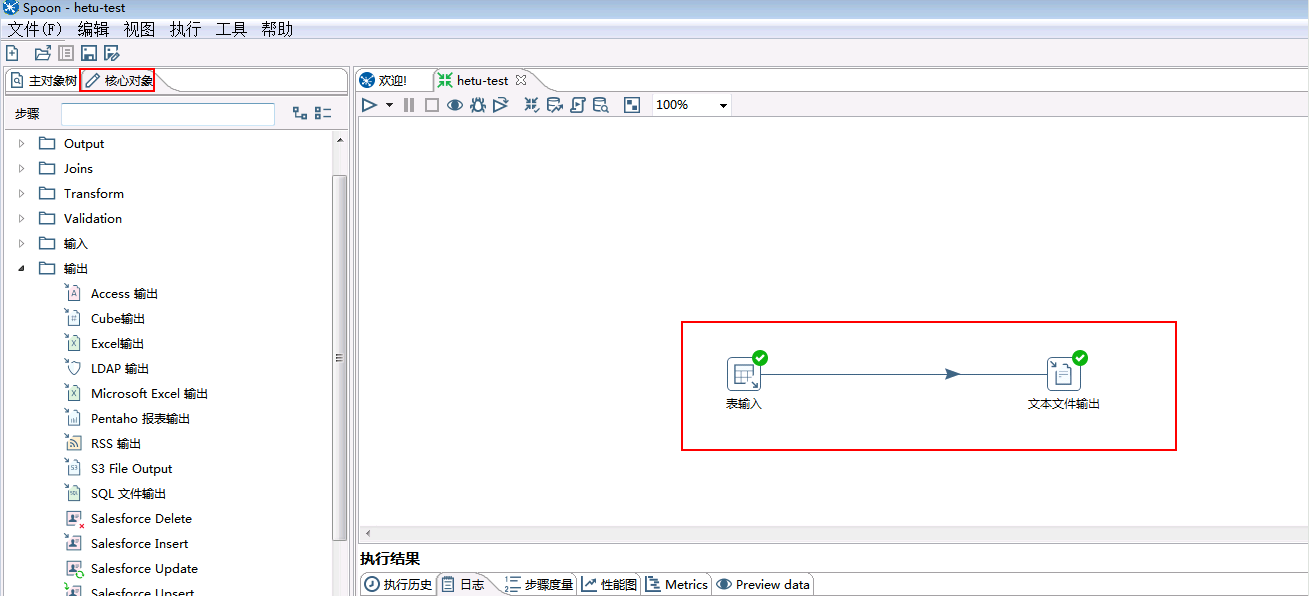 Spoon - hetu-test
文件(F) 编辑 视图 执行 工具 帮助
主对象树 核心对象
欢迎! hetu-test
步骤
100%
Output
Joins
Transform
Validation
输入
输出
Access 输出
Cube输出
Excel输出
LDAP 输出
Microsoft Excel 输出
Pentaho 报表输出
RSS 输出
S3 File Output
SQL 文件输出
Salesforce Delete
Salesforce Insert
Salesforce Update
Salesforce Upsert
表输入 文本文件输出
执行结果
执行历史 日志 步骤度量 性能图 Metrics Preview data